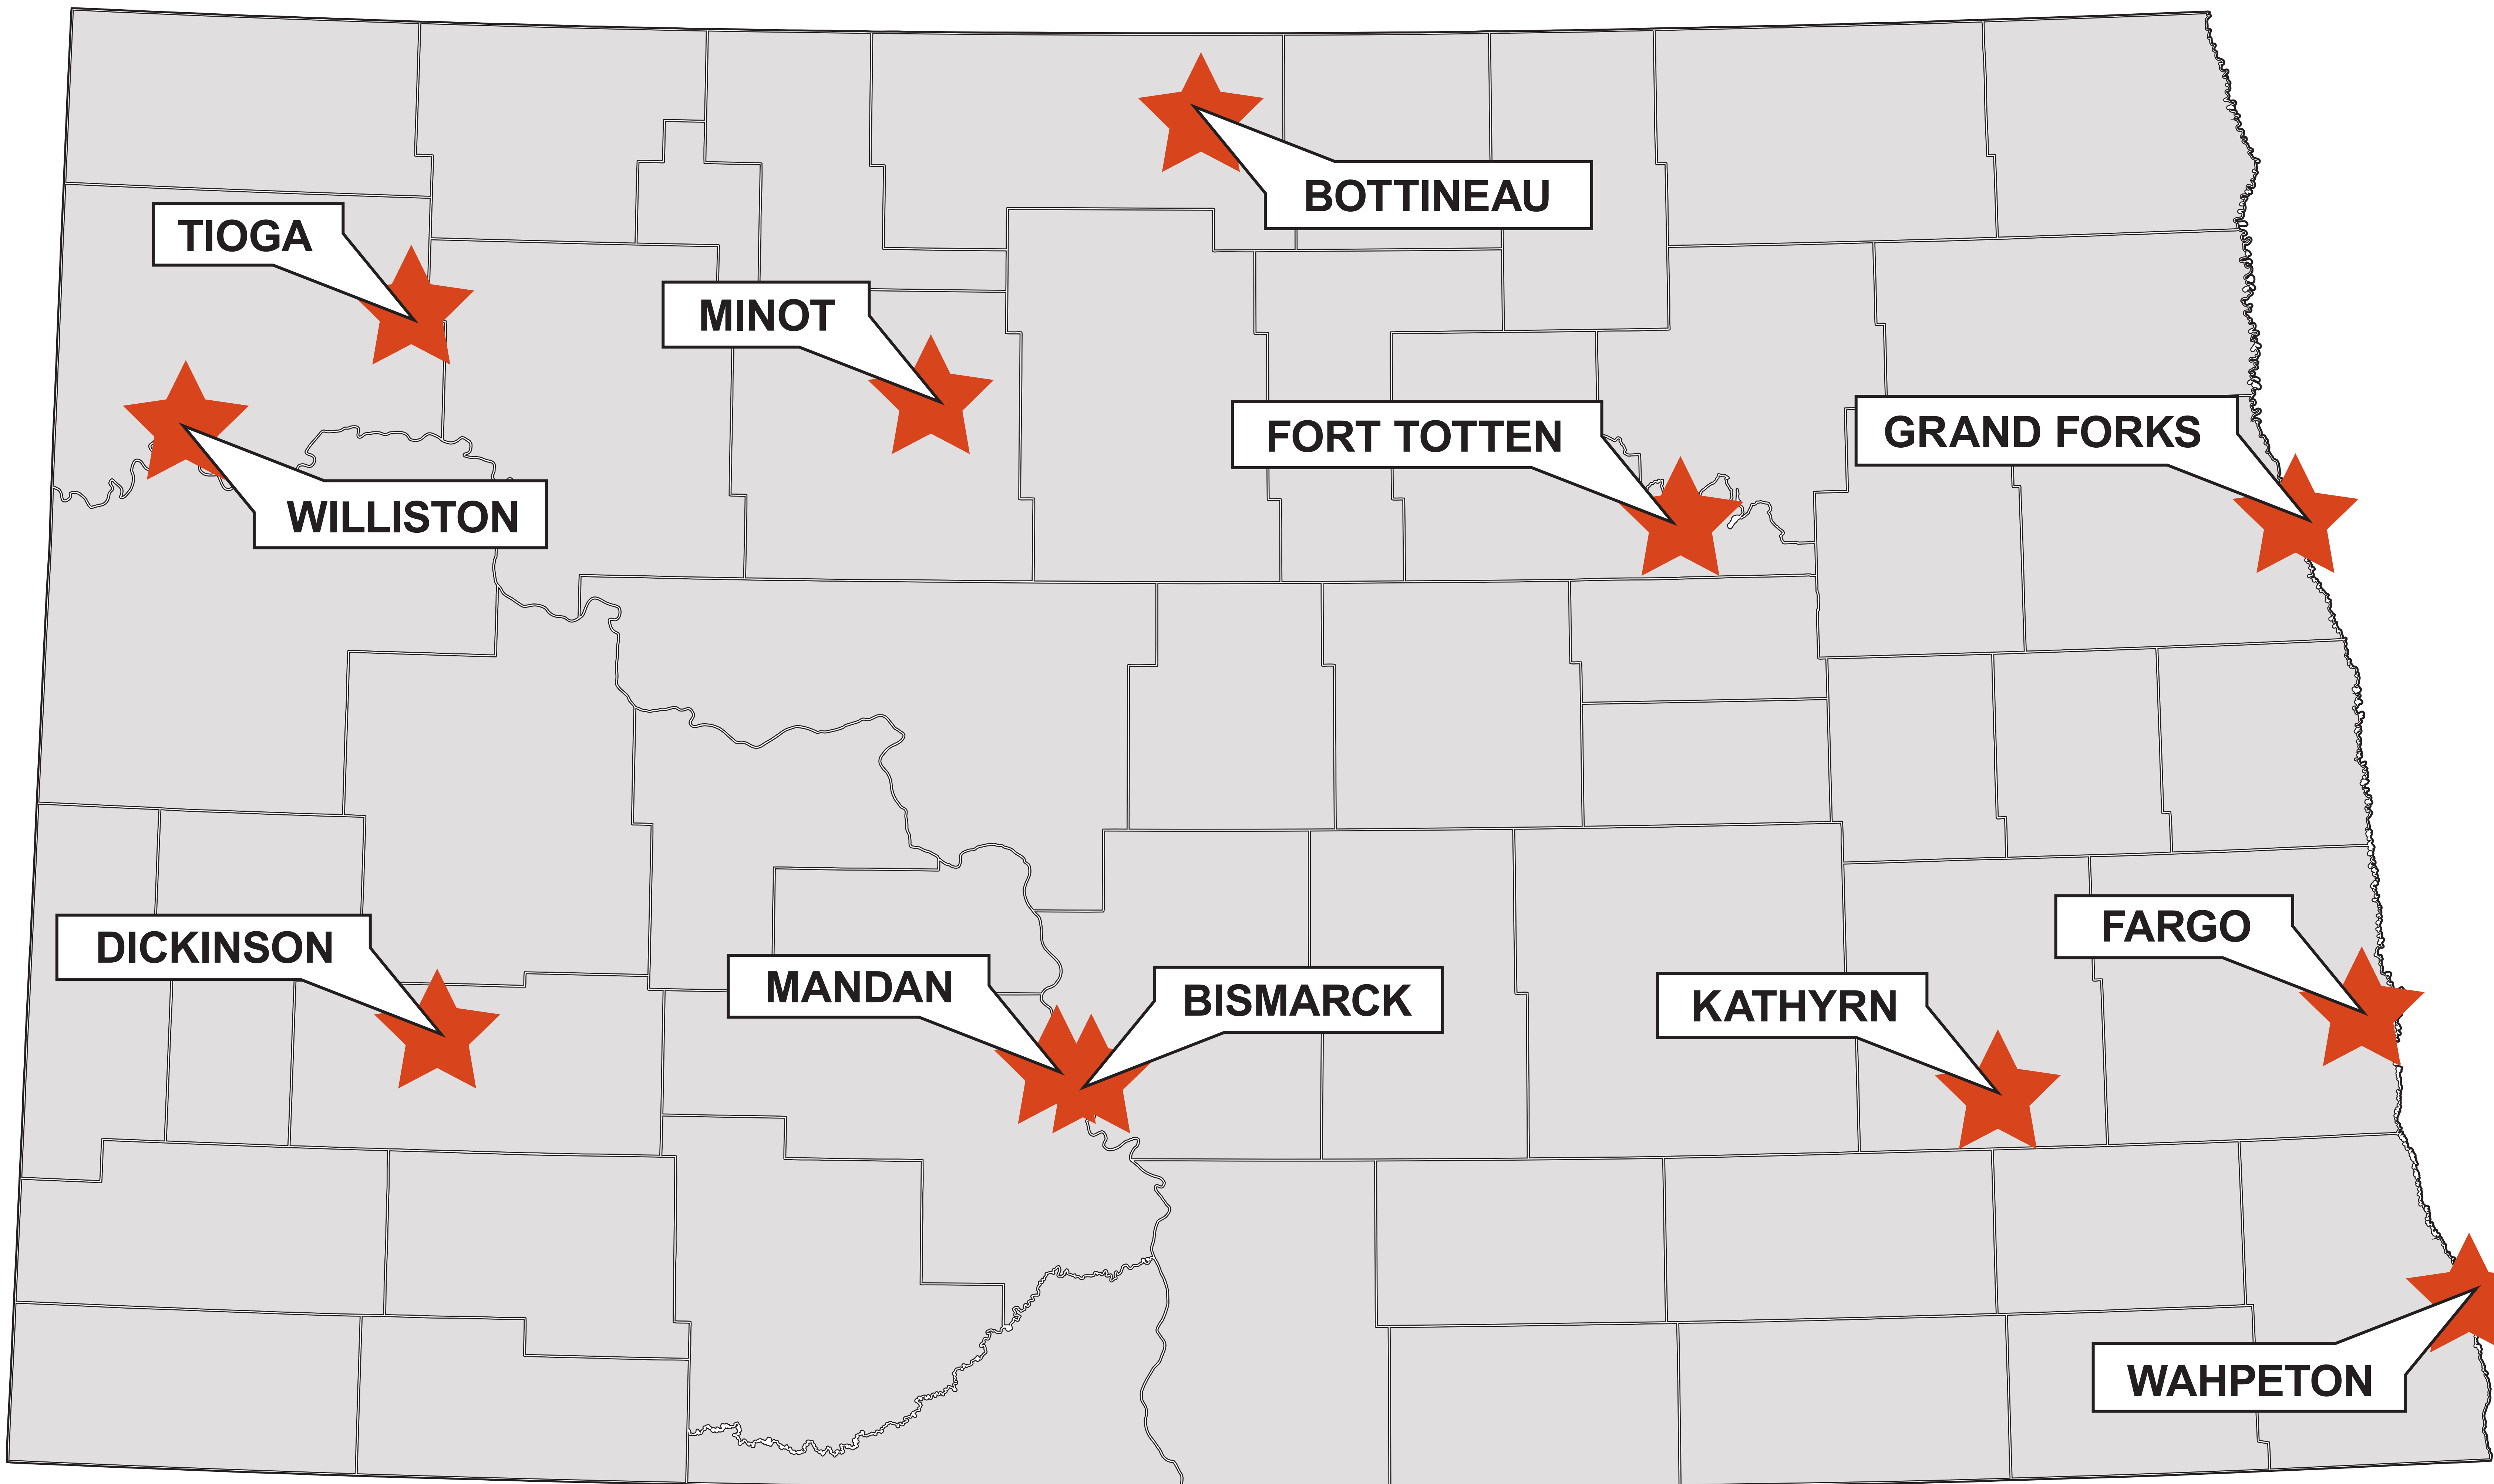 BOTTINEAU
TIOGA
MINOT
FORT TOTTEN
GRAND FORKS
WILLISTON
DICKINSON
MANDAN
BISMARCK
KATHYRN
FARGO
WAHPETON